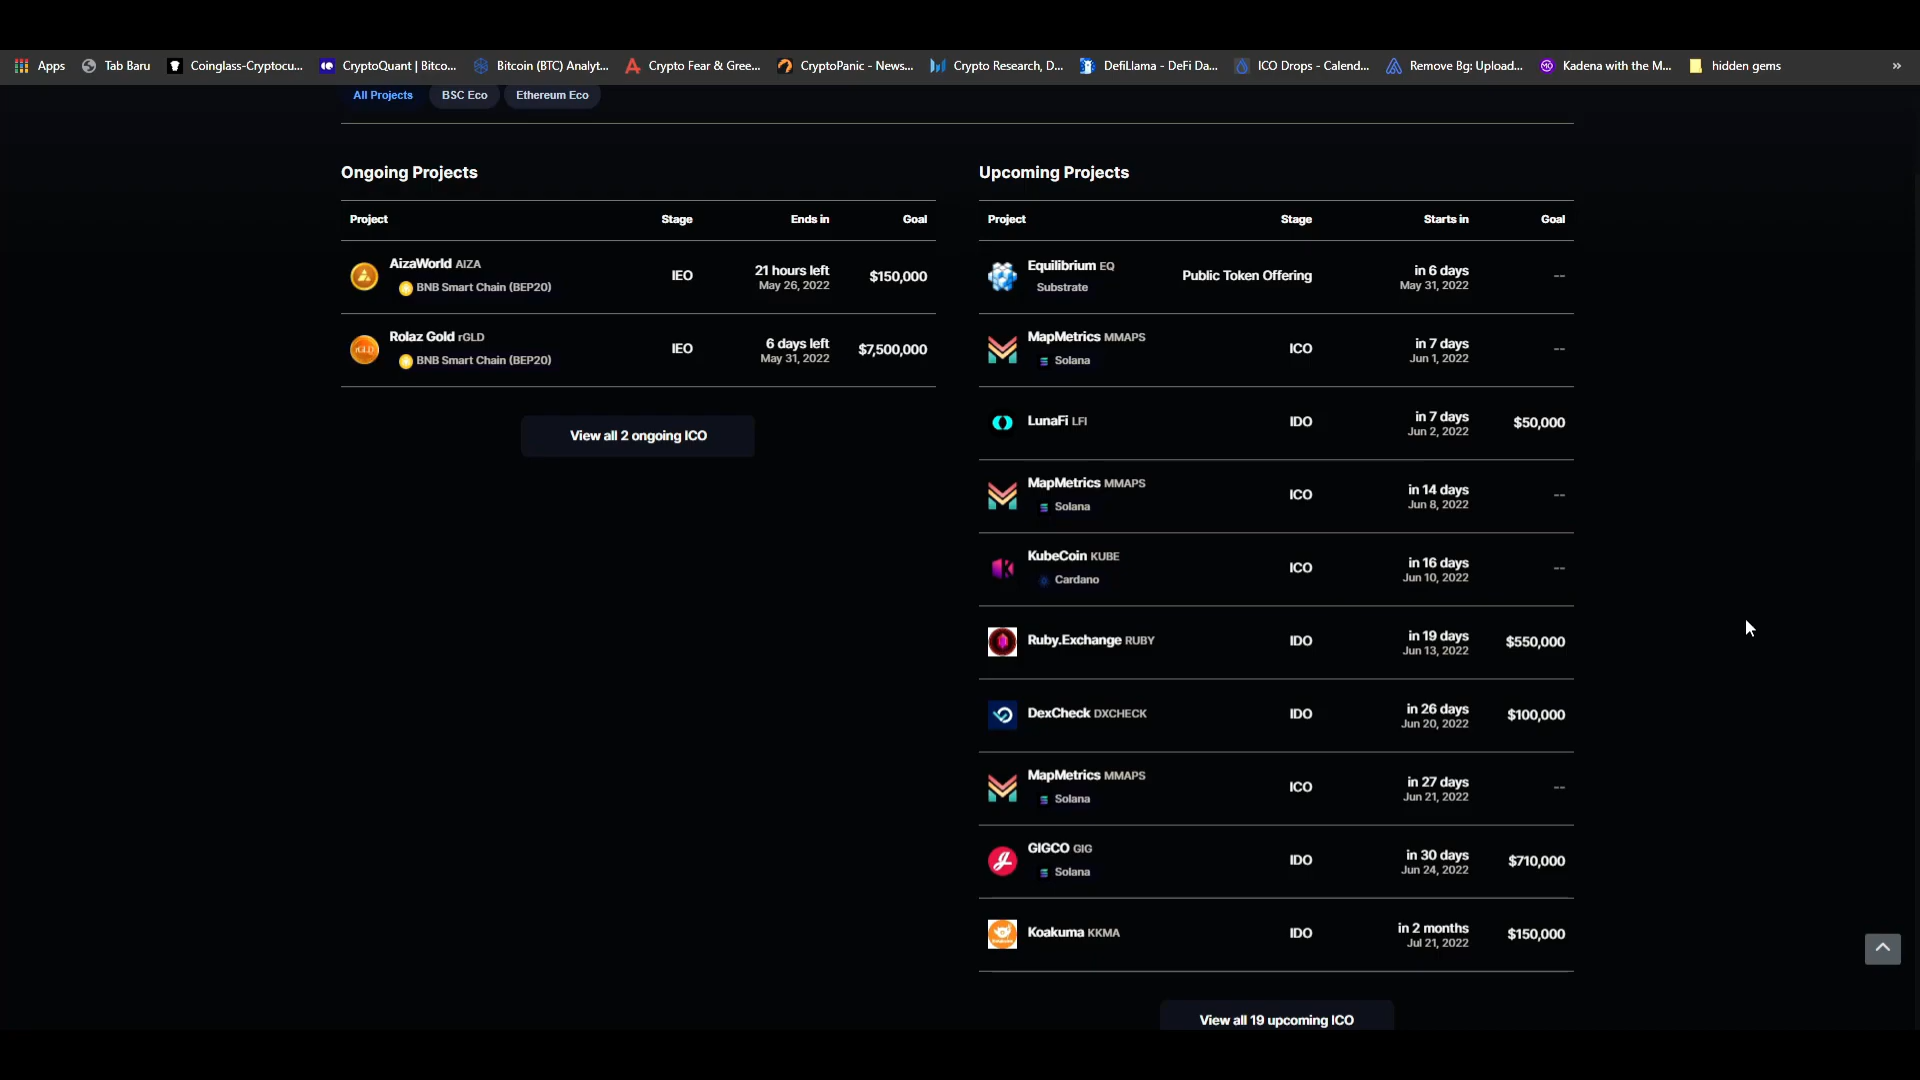 Apps Tab Baru Coinglass-Cryptocu... CryptoQuant | Bitco... Bitcoin (BTC) Analyt... Crypto Fear & Gree... CryptoPanic - News... Crypto Research, D... DefiLlama - DeFi Da... ICO Drops - Calend... Remove Bg: Upload... Kadena with the M... hidden gems »
All Projects BSC Eco Ethereum Eco
Ongoing Projects
Project Stage Ends in Goal
AizaWorld AIZA
BNB Smart Chain (BEP20)
IEO
21 hours left
May 26, 2022
$150,000
Rolaz Gold rGLD
BNB Smart Chain (BEP20)
IEO
6 days left
May 31, 2022
$7,500,000
View all 2 ongoing ICO
Upcoming Projects
Project Stage Starts in Goal
Equilibrium EQ
Substrate
Public Token Offering
in 6 days
May 31, 2022
--
MapMetrics MMAPS
Solana
ICO
in 7 days
Jun 1, 2022
--
LunaFi LFI
IDO
in 7 days
Jun 2, 2022
$50,000
MapMetrics MMAPS
Solana
ICO
in 14 days
Jun 8, 2022
--
KubeCoin KUBE
Cardano
ICO
in 16 days
Jun 10, 2022
--
Ruby.Exchange RUBY
IDO
in 19 days
Jun 13, 2022
$550,000
DexCheck DXCHECK
IDO
in 26 days
Jun 20, 2022
$100,000
MapMetrics MMAPS
Solana
ICO
in 27 days
Jun 21, 2022
--
GIGCO GIG
Solana
IDO
in 30 days
Jun 24, 2022
$710,000
Koakuma KKMA
IDO
in 2 months
Jul 21, 2022
$150,000
View all 19 upcoming ICO